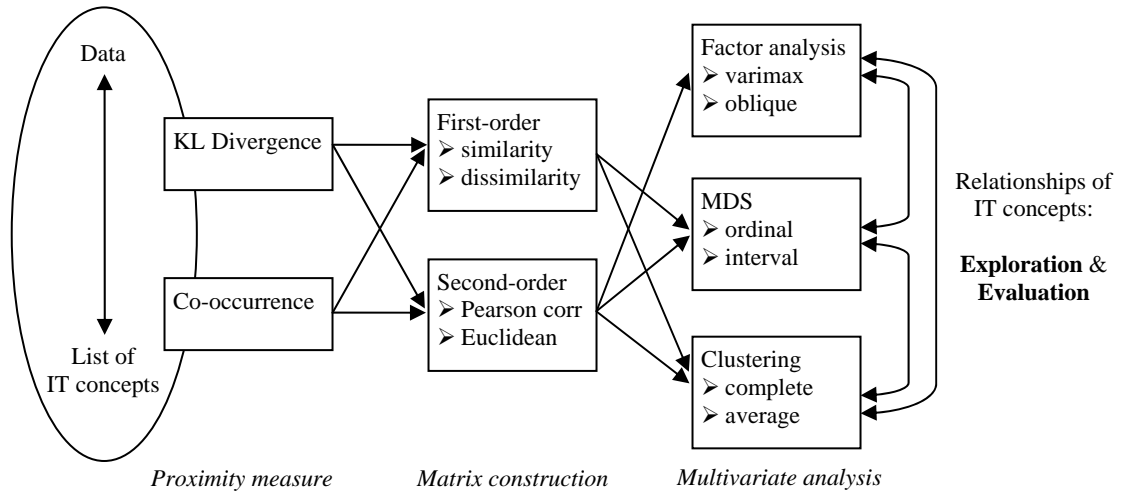 Data
List of
IT concepts
KL Divergence
Co-occurrence
First-order
➢ similarity
➢ dissimilarity
Second-order
➢ Pearson corr
➢ Euclidean
Factor analysis
➢ varimax
➢ oblique
MDS
➢ ordinal
➢ interval
Clustering
➢ complete
➢ average
Relationships of
IT concepts:
Exploration &
Evaluation
Proximity measure
Matrix construction
Multivariate analysis